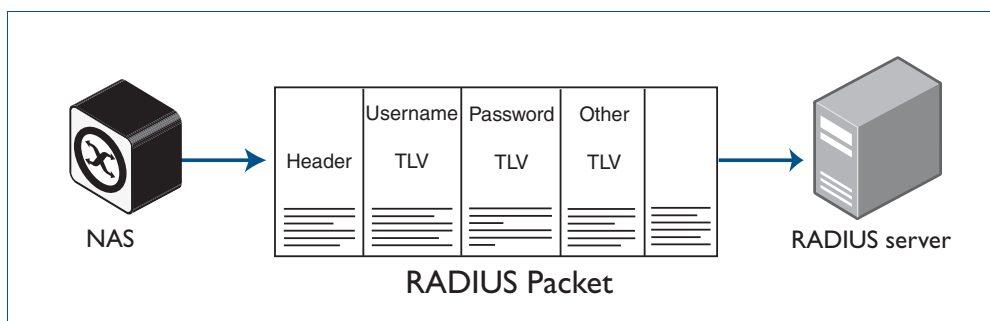 Username Password Other
Header TLV TLV TLV
NAS
RADIUS server
RADIUS Packet